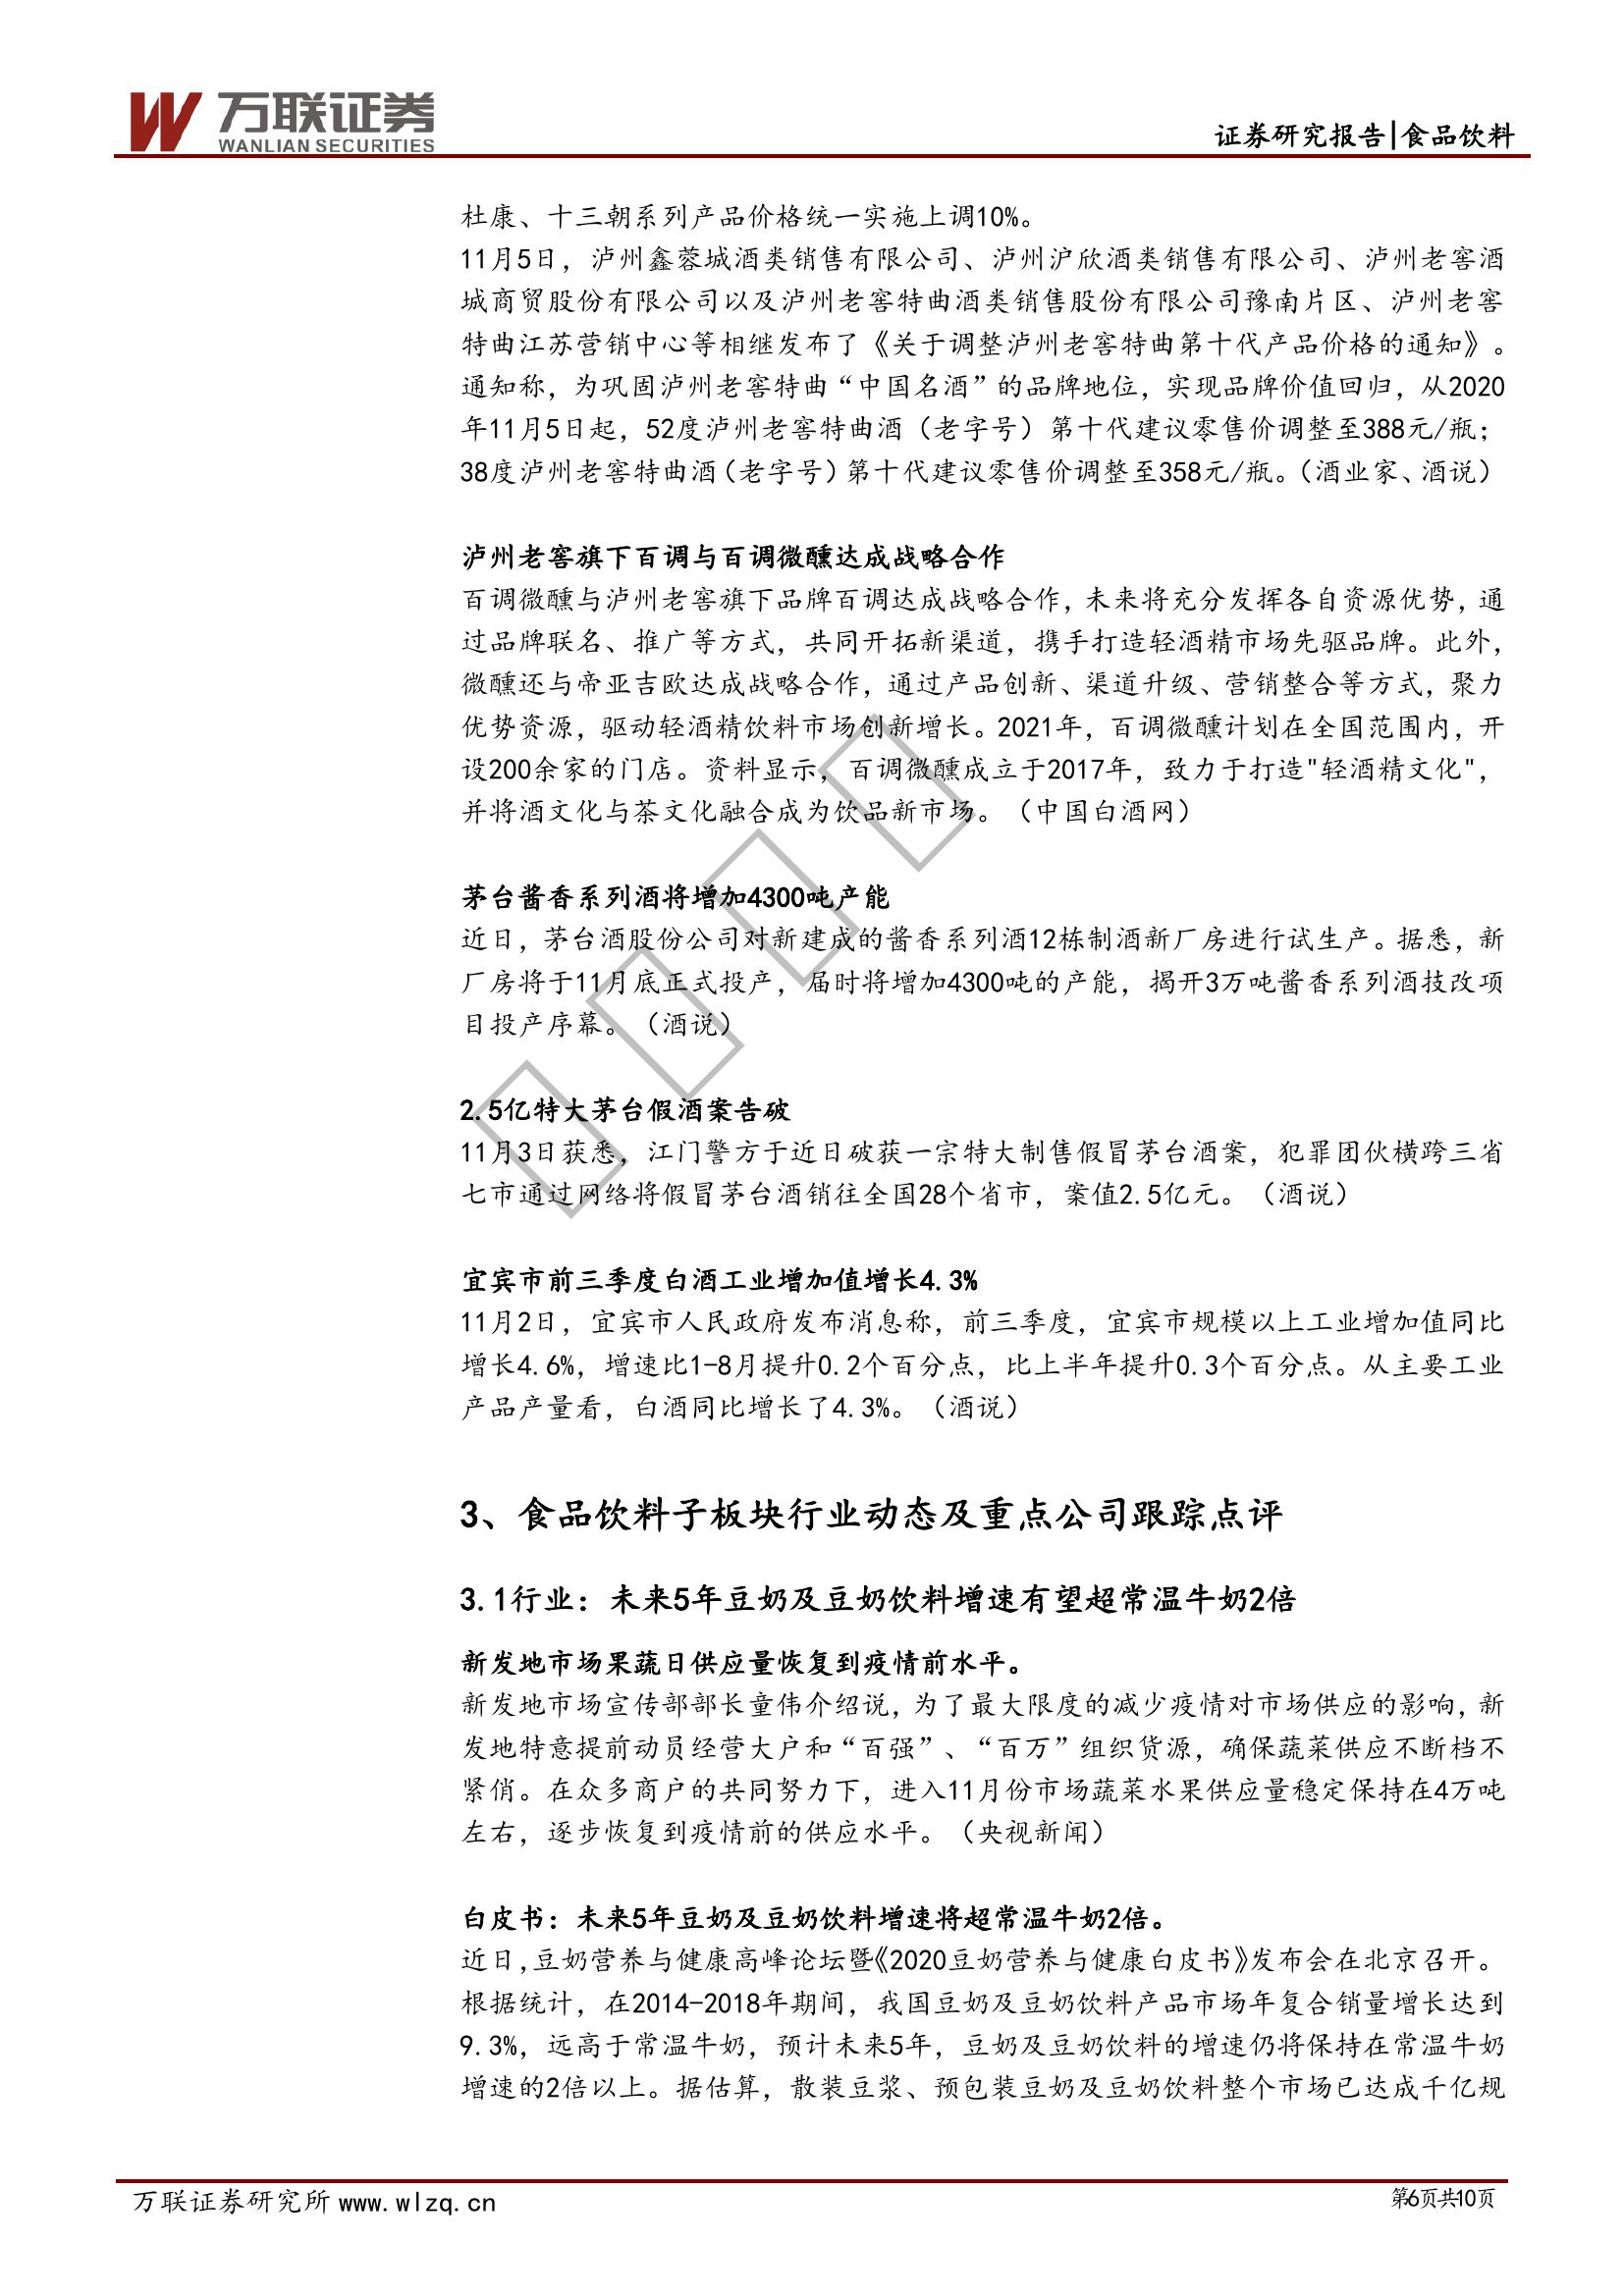 万联证券
WANLIAN SECURITIES
证券研究报告|食品饮料
杜康、十三朝系列产品价格统一实施上调10%。
11月5日，泸州鑫蓉城酒类销售有限公司、泸州沪欣酒类销售有限公司、泸州老窖酒
城商贸股份有限公司以及泸州老窖特曲酒类销售股份有限公司豫南片区、泸州老窖
特曲江苏营销中心等相继发布了《关于调整泸州老窖特曲第十代产品价格的通知》。
通知称，为巩固泸州老窖特曲“中国名酒”的品牌地位，实现品牌价值回归，从2020
年11月5日起，52度泸州老窖特曲酒（老字号）第十代建议零售价调整至388元/瓶；
38度泸州老窖特曲酒（老字号）第十代建议零售价调整至358元/瓶。（酒业家、酒说）
泸州老窖旗下百调与百调微醺达成战略合作
百调微醺与泸州老窖旗下品牌百调达成战略合作，未来将充分发挥各自资源优势，通
过品牌联名、推广等方式，共同开拓新渠道，携手打造轻酒精市场先驱品牌。此外，
微醺还与帝亚吉欧达成战略合作，通过产品创新、渠道升级、营销整合等方式，聚力
优势资源，驱动轻酒精饮料市场创新增长。2021年，百调微醺计划在全国范围内，开
设200余家的门店。资料显示，百调微醺成立于2017年，致力于打造"轻酒精文化"，
并将酒文化与茶文化融合成为饮品新市场。（中国白酒网）
茅台酱香系列酒将增加4300吨产能
近日，茅台酒股份公司对新建成的酱香系列酒12栋制酒新厂房进行试生产。据悉，新
厂房将于11月底正式投产，届时将增加4300吨的产能，揭开3万吨酱香系列酒技改项
目投产序幕。（酒说）
2.5亿特大茅台假酒案告破
11月3日获悉，江门警方于近日破获一宗特大制售假冒茅台酒案，犯罪团伙横跨三省
七市通过网络将假冒茅台酒销往全国28个省市，案值2.5亿元。（酒说）
宜宾市前三季度白酒工业增加值增长4.3%
11月2日，宜宾市人民政府发布消息称，前三季度，宜宾市规模以上工业增加值同比
增长4.6%，增速比1-8月提升0.2个百分点，比上半年提升0.3个百分点。从主要工业
产品产量看，白酒同比增长了4.3%。（酒说）
3、食品饮料子板块行业动态及重点公司跟踪点评
3.1行业：未来5年豆奶及豆奶饮料增速有望超常温牛奶2倍
新发地市场果蔬日供应量恢复到疫情前水平。
新发地市场宣传部部长童伟介绍说，为了最大限度的减少疫情对市场供应的影响，新
发地特意提前动员经营大户和“百强”、“百万”组织货源，确保蔬菜供应不断档不
紧俏。在众多商户的共同努力下，进入11月份市场蔬菜水果供应量稳定保持在4万吨
左右，逐步恢复到疫情前的供应水平。（央视新闻）
白皮书：未来5年豆奶及豆奶饮料增速将超常温牛奶2倍。
近日，豆奶营养与健康高峰论坛暨《2020豆奶营养与健康白皮书》发布会在北京召开。
根据统计，在2014-2018年期间，我国豆奶及豆奶饮料产品市场年复合销量增长达到
9.3%，远高于常温牛奶，预计未来5年，豆奶及豆奶饮料的增速仍将保持在常温牛奶
增速的2倍以上。据估算，散装豆浆、预包装豆奶及豆奶饮料整个市场已达成千亿规
万联证券研究所 www.wlzq.cn
第6页共10页